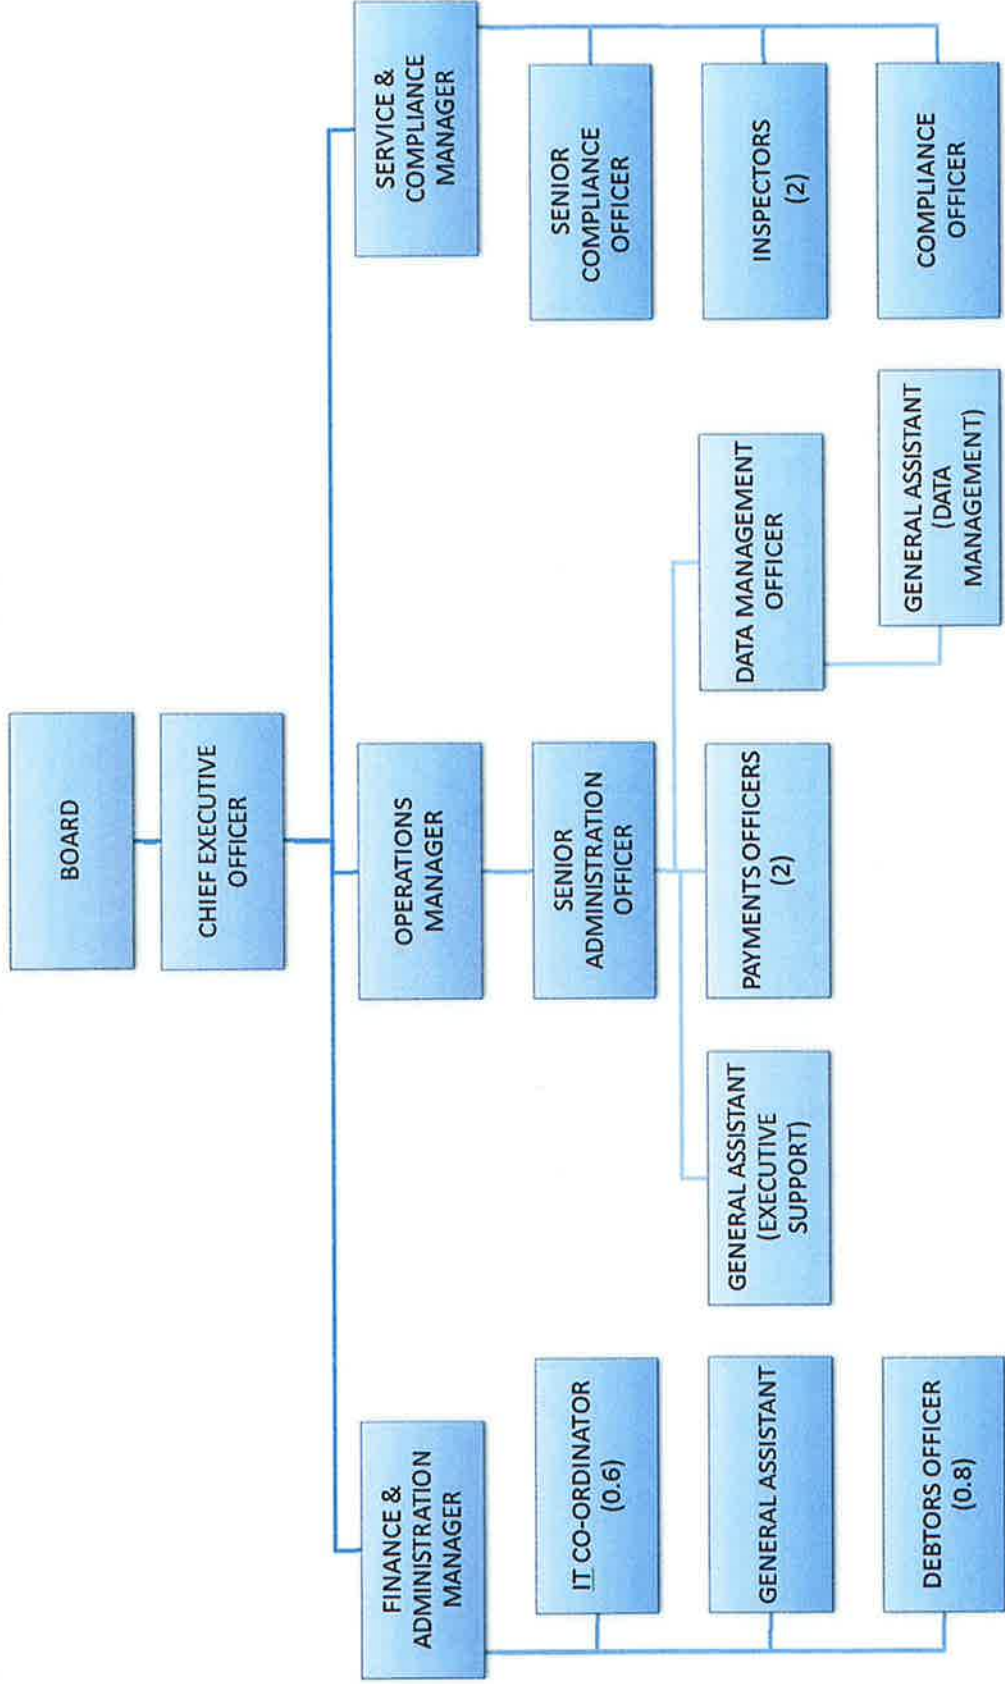 BOARD
CHIEF EXECUTIVE
OFFICER
FINANCE &
ADMINISTRATION
MANAGER
OPERATIONS
MANAGER
SERVICE &
COMPLIANCE
MANAGER
IT CO-ORDINATOR
(0.6)
SENIOR
ADMINISTRATION
OFFICER
SENIOR
COMPLIANCE
OFFICER
GENERAL ASSISTANT
GENERAL ASSISTANT
(EXECUTIVE
SUPPORT)
PAYMENTS OFFICERS
(2)
DATA MANAGEMENT
OFFICER
INSPECTORS
(2)
DEBTORS OFFICER
(0.8)
GENERAL ASSISTANT
(DATA
MANAGEMENT)
COMPLIANCE
OFFICER